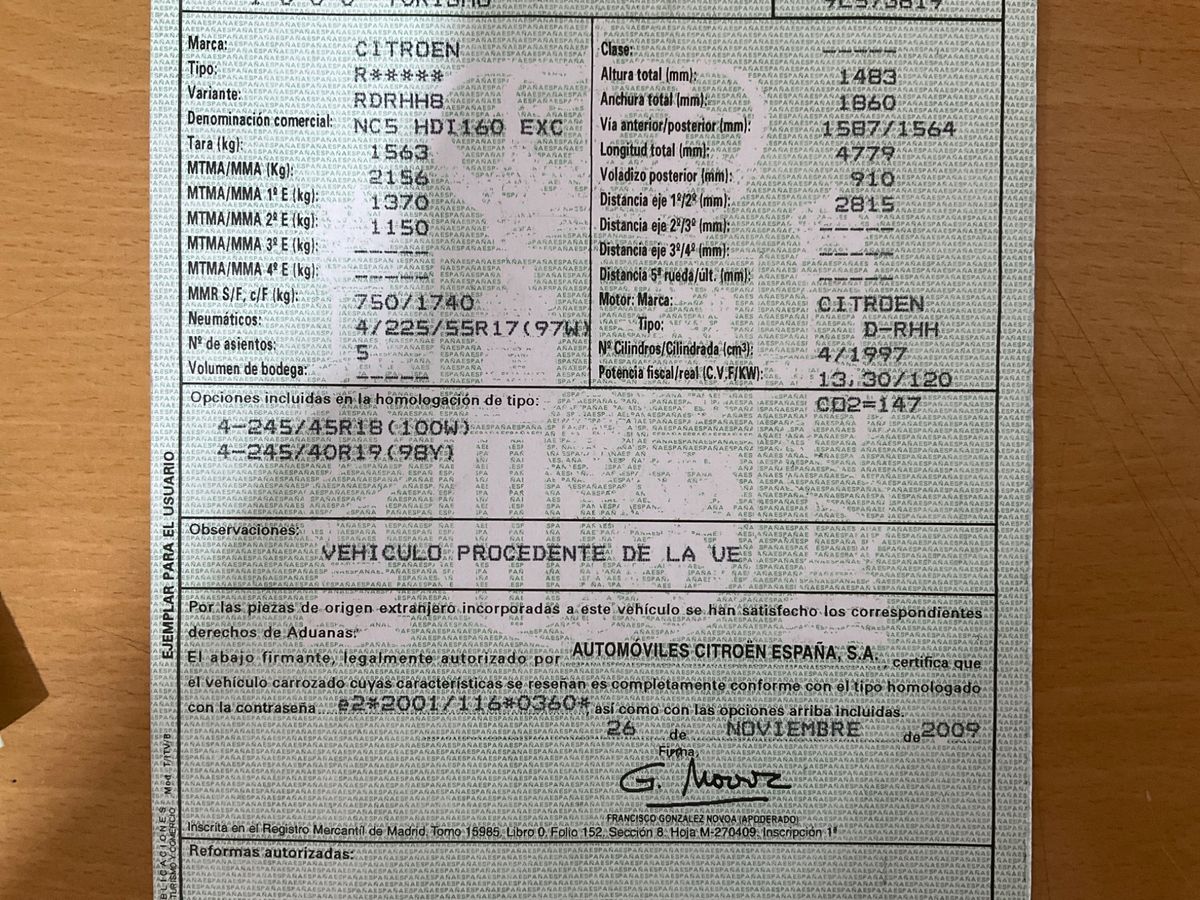 TURISMO
Marca: CITROEN
Tipo: R*****
Variante: RDRHH8
Denominación comercial: NC5 HDI160 EXC
Tara (kg): 1563
MTMA/MMA (Kg): 2156
MTMA/MMA 1º E (kg): 1370
MTMA/MMA 2º E (kg): 1150
MTMA/MMA 3º E (kg): -----
MTMA/MMA 4º E (kg): -----
MMR S/F, c/F (kg): 750/1740
Neumáticos: 4/225/55R17(97W)
Nº de asientos: 5
Volumen de bodega: -----
Clase: -----
Altura total (mm): 1483
Anchura total (mm): 1860
Vía anterior/posterior (mm): 1587/1564
Longitud total (mm): 4779
Voladizo posterior (mm): 910
Distancia eje 1º/2º (mm): 2815
Distancia eje 2º/3º (mm): -----
Distancia eje 3º/4º (mm): -----
Distancia 5ª rueda/últ. (mm): -----
Motor: Marca: CITROEN
Tipo: D-RHH
Nº Cilindros/Cilindrada (cm³): 4/1997
Potencia fiscal/real (C.V.F/KW): 13,30/120
CO2=147
Opciones incluidas en la homologación de tipo:
4-245/45R18(100W)
4-245/40R19(98Y)
Observaciones:
VEHICULO PROCEDENTE DE LA UE
Por las piezas de origen extranjero incorporadas a este vehículo se han satisfecho los correspondientes
derechos de Aduanas.
El abajo firmante, legalmente autorizado por AUTOMÓVILES CITROËN ESPAÑA, S.A., certifica que
el vehículo carrozado cuyas características se reseñan es completamente conforme con el tipo homologado
con la contraseña e2*2001/116*0360*, así como con las opciones arriba incluidas.
26 de NOVIEMBRE de 2009
Firma,
G. Novoa
FRANCISCO GONZALEZ NOVOA (APODERADO)
Inscrita en el Registro Mercantil de Madrid, Tomo 15985, Libro 0, Folio 152, Sección 8, Hoja M-270409, Inscripción 1ª
Reformas autorizadas:
EJEMPLAR PARA EL USUARIO
Mod. T/ITV/8